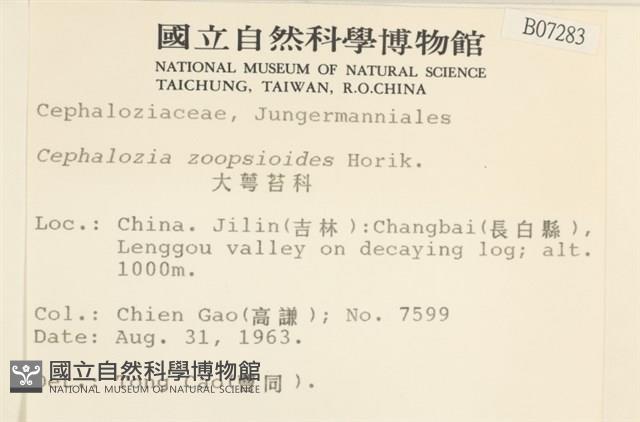 B07283
國立自然科學博物館
NATIONAL MUSEUM OF NATURAL SCIENCE
TAICHUNG, TAIWAN, R.O.CHINA
Cephaloziaceae, Jungermanniales
Cephalozia zoopsioides Horik.
大萼苔科
Loc.: China. Jilin(吉林):Changbai(長白縣),
Lenggou valley on decaying log; alt.
1000m.
Col.: Chien Gao(高謙); No. 7599
Date: Aug. 31, 1963.
同).
國立自然科學博物館
NATIONAL MUSEUM OF NATURAL SCIENCE